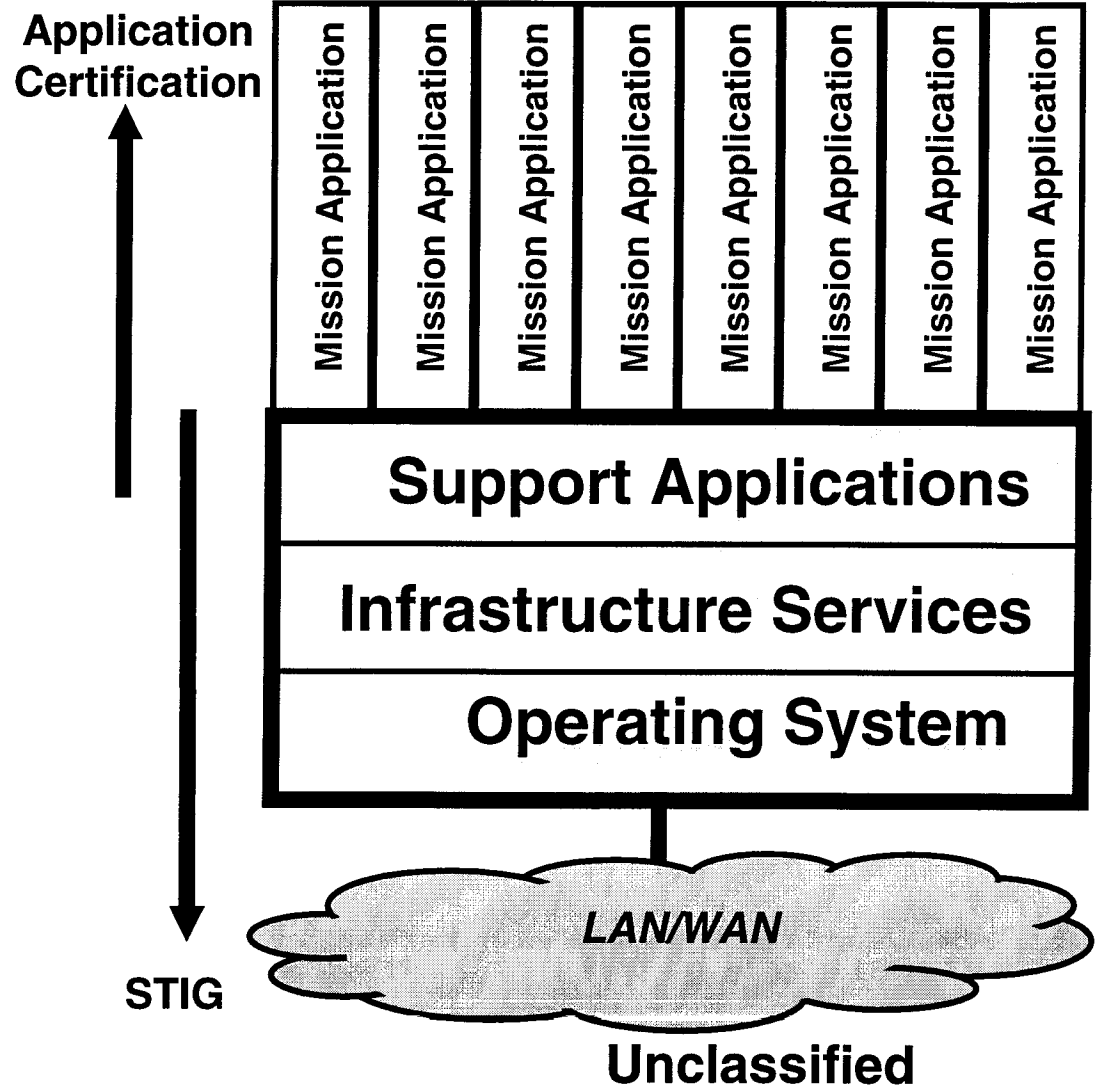 Application
Certification
Mission Application
Mission Application
Mission Application
Mission Application
Mission Application
Mission Application
Mission Application
Mission Application
Support Applications
Infrastructure Services
Operating System
LAN/WAN
STIG
Unclassified